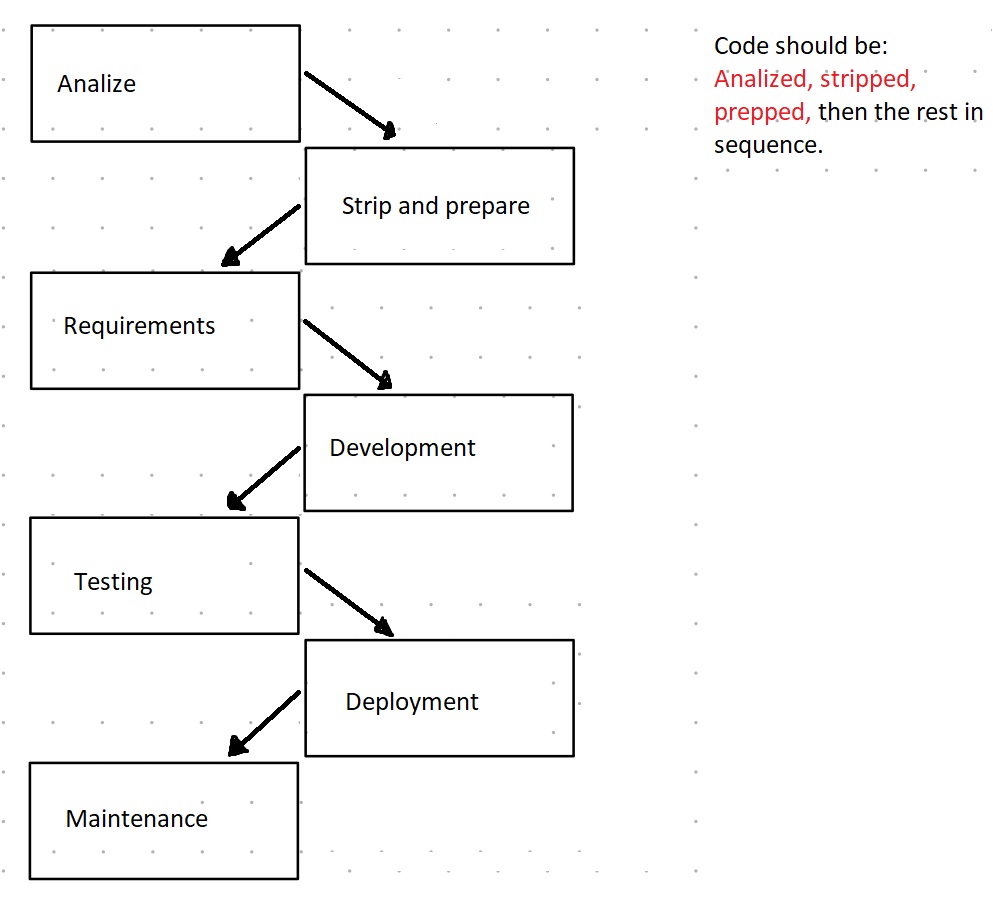 Analize
Strip and prepare
Requirements
Development
Testing
Deployment
Maintenance
Code should be:
Analized, stripped,
prepped, then the rest in
sequence.